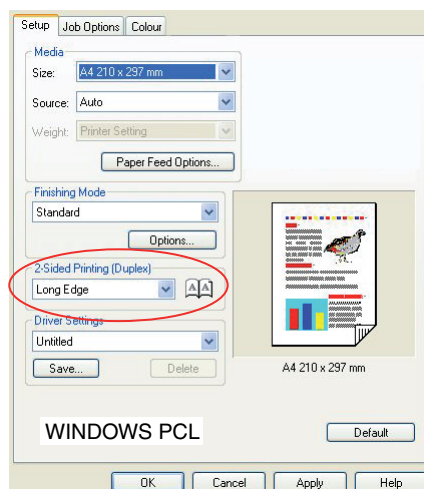 Setup Job Options Colour
Media
Size: A4 210 x 297 mm
Source: Auto
Weight: Printer Setting
Paper Feed Options...
Finishing Mode
Standard
Options...
2-Sided Printing (Duplex)
Long Edge
A A
Driver Settings
Untitled
Save... Delete
A4 210 x 297 mm
WINDOWS PCL
Default
OK Cancel Apply Help